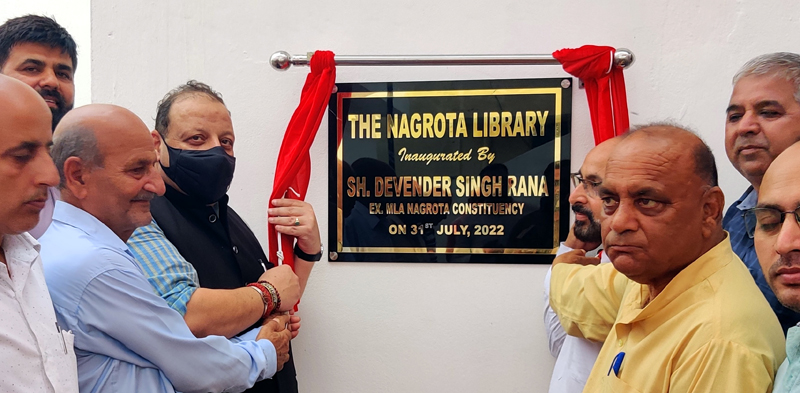 THE NAGROTA LIBRARY
Inaugurated By
SH. DEVENDER SINGH RANA
EX. MLA NAGROTA CONSTITUENCY
ON 31ST JULY, 2022